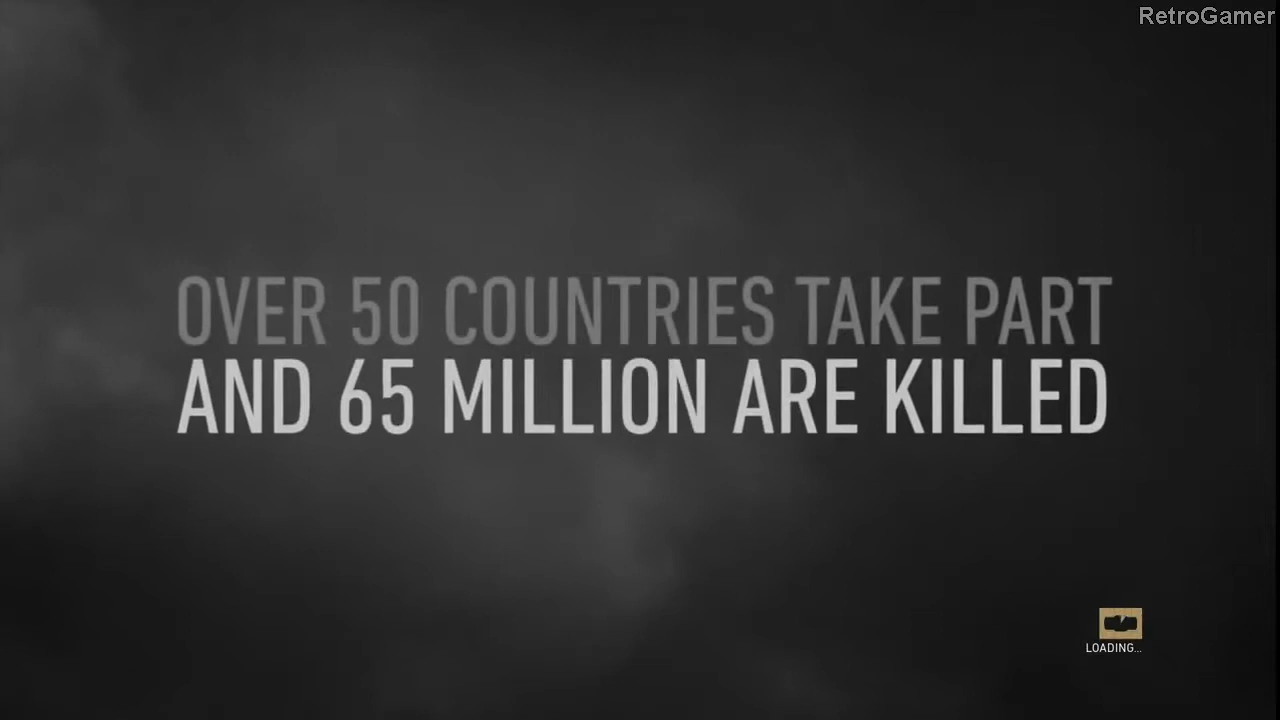 RetroGamer
OVER 50 COUNTRIES TAKE PART
AND 65 MILLION ARE KILLED
LOADING...